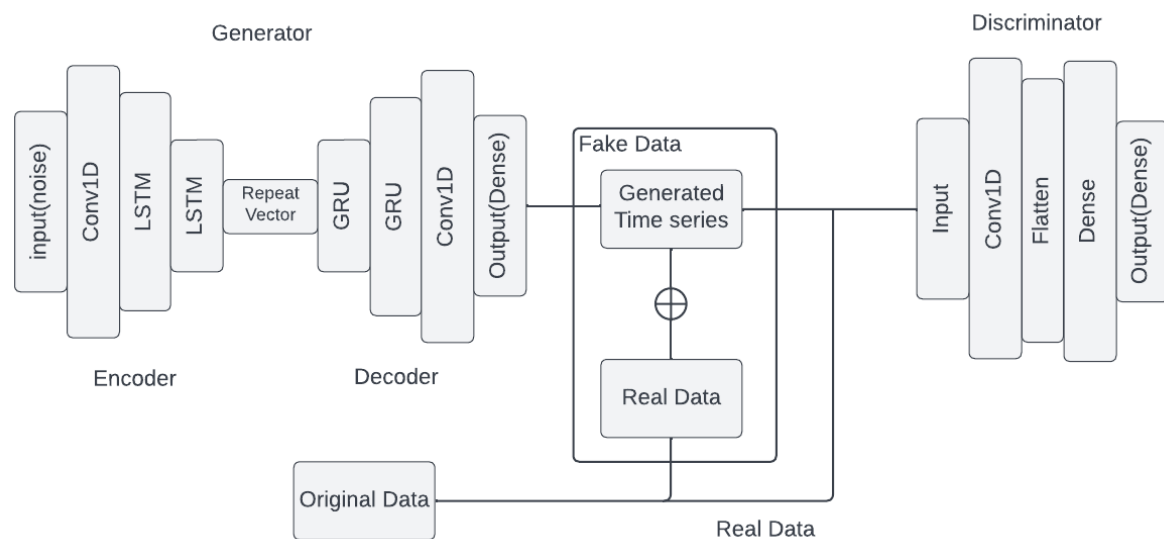 Generator
Discriminator
input(noise)
Conv1D
LSTM
LSTM
Repeat
Vector
GRU
GRU
Conv1D
Output(Dense)
Fake Data
Generated
Time series
Real Data
Input
Conv1D
Flatten
Dense
Output(Dense)
Encoder
Decoder
Original Data
Real Data